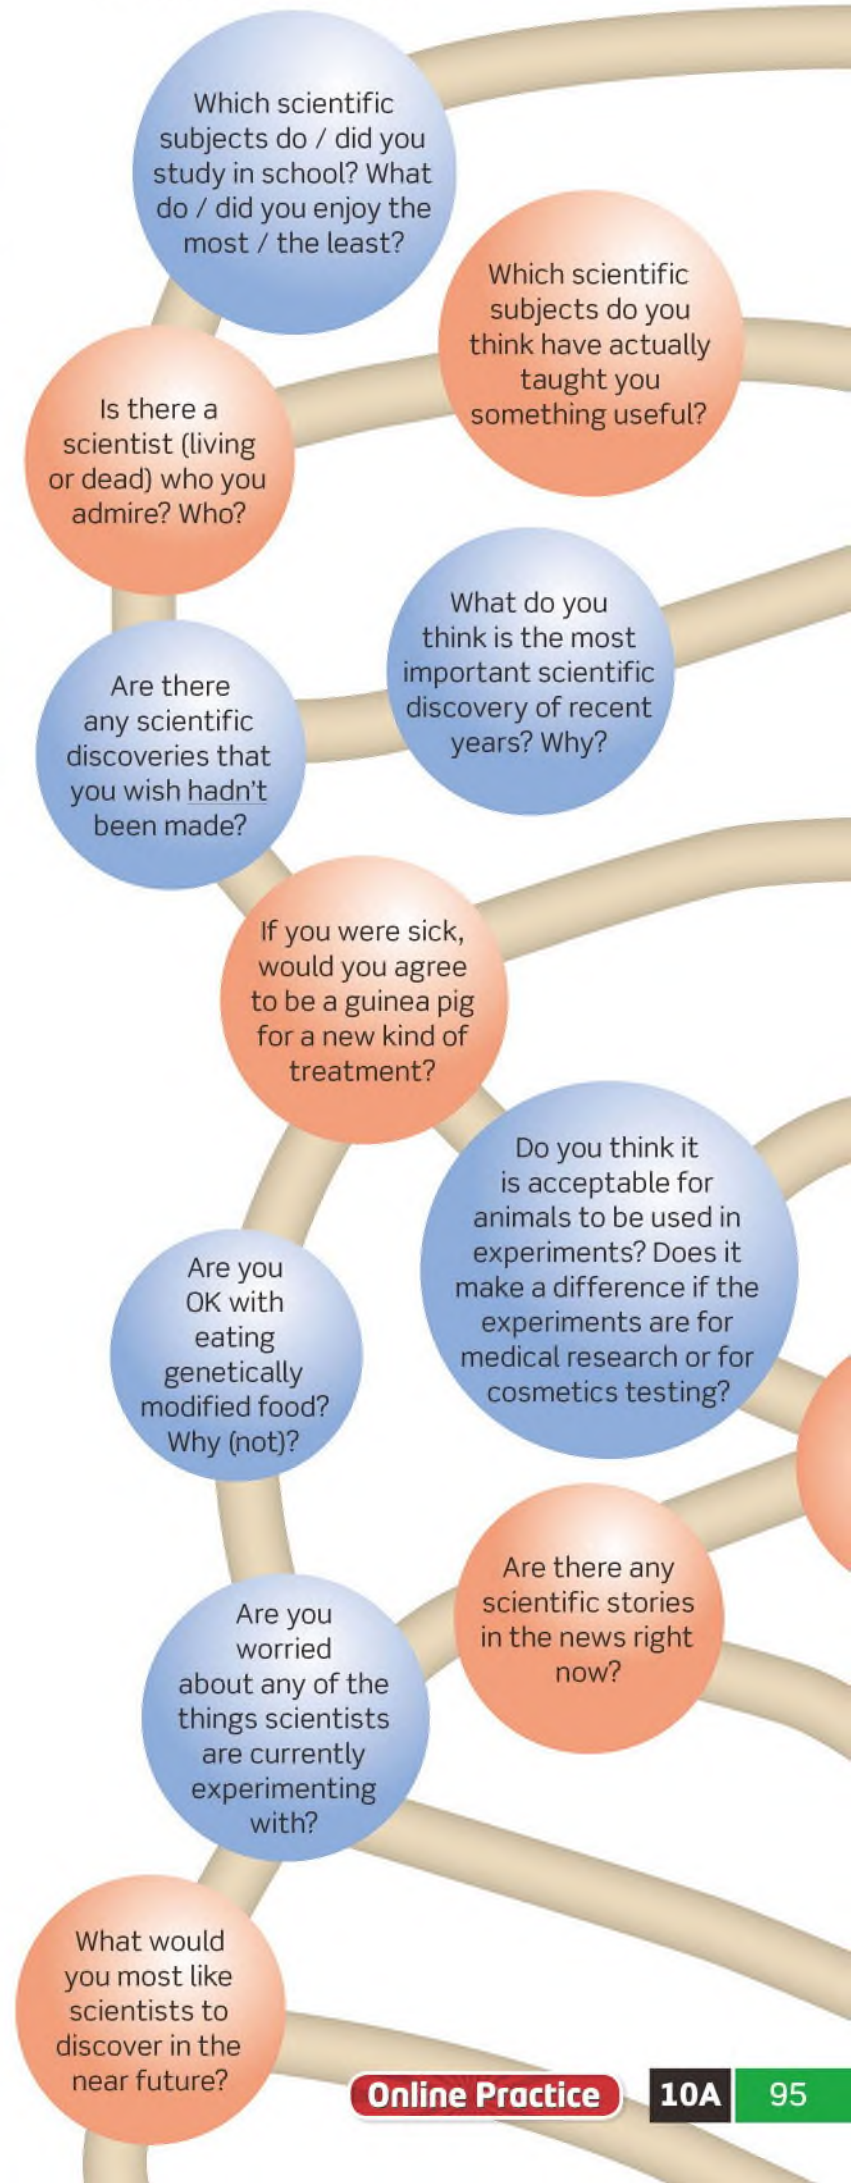 Which scientific
subjects do / did you
study in school? What
do / did you enjoy the
most / the least?
Which scientific
subjects do you
think have actually
taught you
something useful?
Is there a
scientist (living
or dead) who you
admire? Who?
What do you
think is the most
important scientific
discovery of recent
years? Why?
Are there
any scientific
discoveries that
you wish hadn't
been made?
If you were sick,
would you agree
to be a guinea pig
for a new kind of
treatment?
Do you think it
is acceptable for
animals to be used in
experiments? Does it
make a difference if the
experiments are for
medical research or for
cosmetics testing?
Are you
OK with
eating
genetically
modified food?
Why (not)?
Are there any
scientific stories
in the news right
now?
Are you
worried
about any of the
things scientists
are currently
experimenting
with?
What would
you most like
scientists to
discover in the
near future?
Online Practice 10A 95